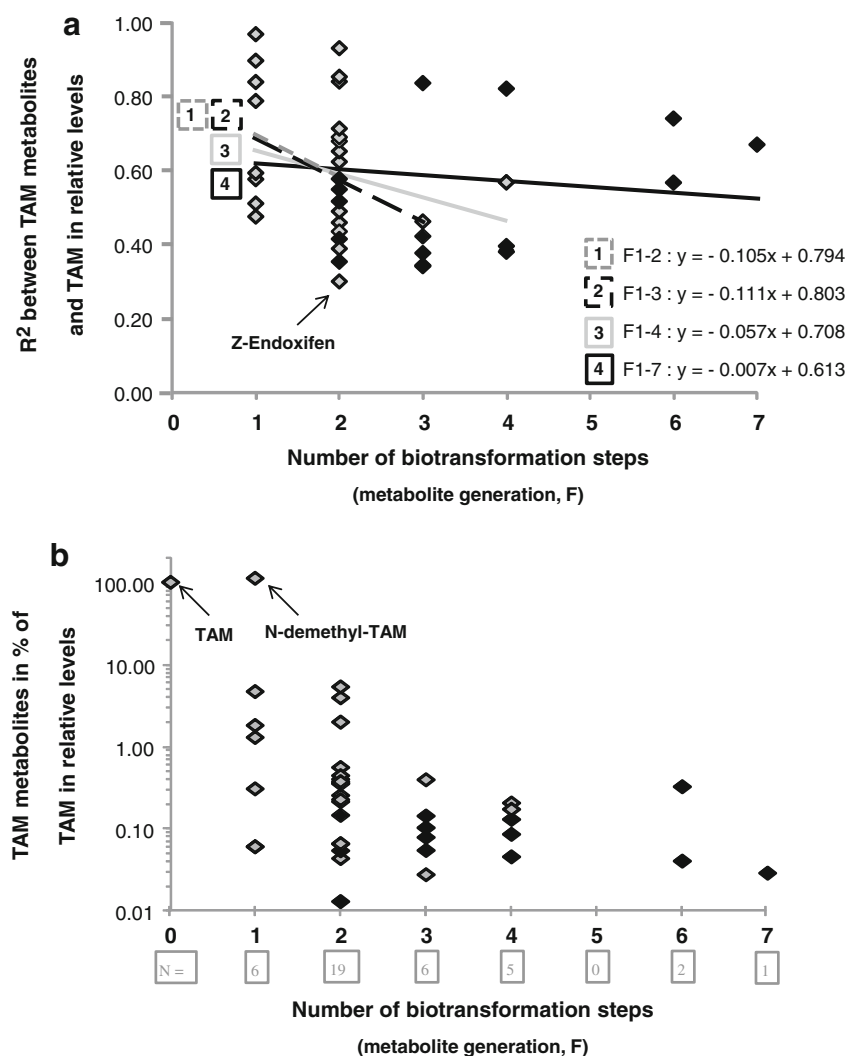 a
R2 between TAM metabolites
and TAM in relative levels
1.00
0.80
0.60
0.40
0.20
0.00
1 2
3
4
Z-Endoxifen
1 F1-2 : y = - 0.105x + 0.794
2 F1-3 : y = - 0.111x + 0.803
3 F1-4 : y = - 0.057x + 0.708
4 F1-7 : y = - 0.007x + 0.613
0 1 2 3 4 5 6 7
Number of biotransformation steps
(metabolite generation, F)
b
TAM metabolites in % of
TAM in relative levels
100.00
10.00
1.00
0.10
0.01
TAM
N-demethyl-TAM
0 1 2 3 4 5 6 7
N = 6 19 6 5 0 2 1
Number of biotransformation steps
(metabolite generation, F)